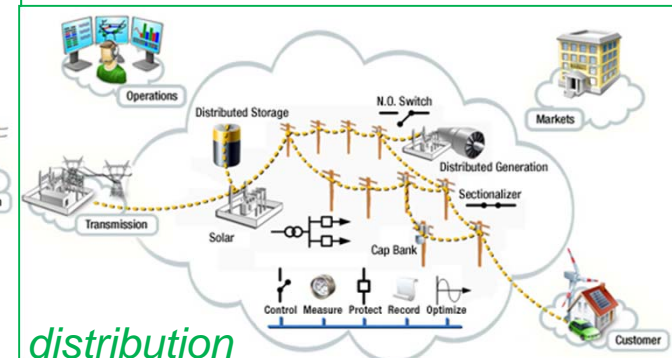 Operations
N.O. Switch
Markets
Distributed Storage
Distributed Generation
Transmission
Sectionalizer
Solar
Cap Bank
Control Measure Protect Record Optimize
Customer
distribution